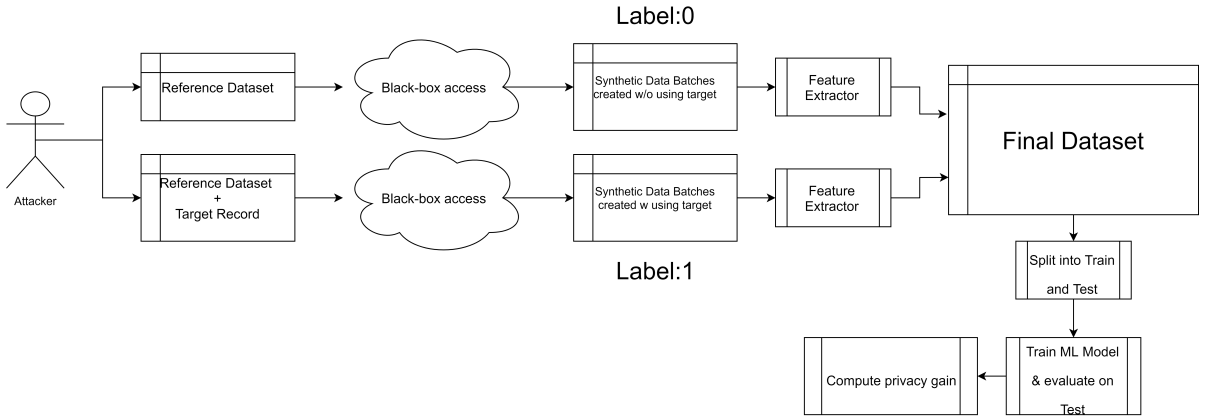 Label:0
Attacker
Reference Dataset
Black-box access
Synthetic Data Batches
created w/o using target
Feature
Extractor
Reference Dataset
+
Target Record
Black-box access
Synthetic Data Batches
created w using target
Feature
Extractor
Label:1
Final Dataset
Split into Train
and Test
Train ML Model
& evaluate on
Test
Compute privacy gain